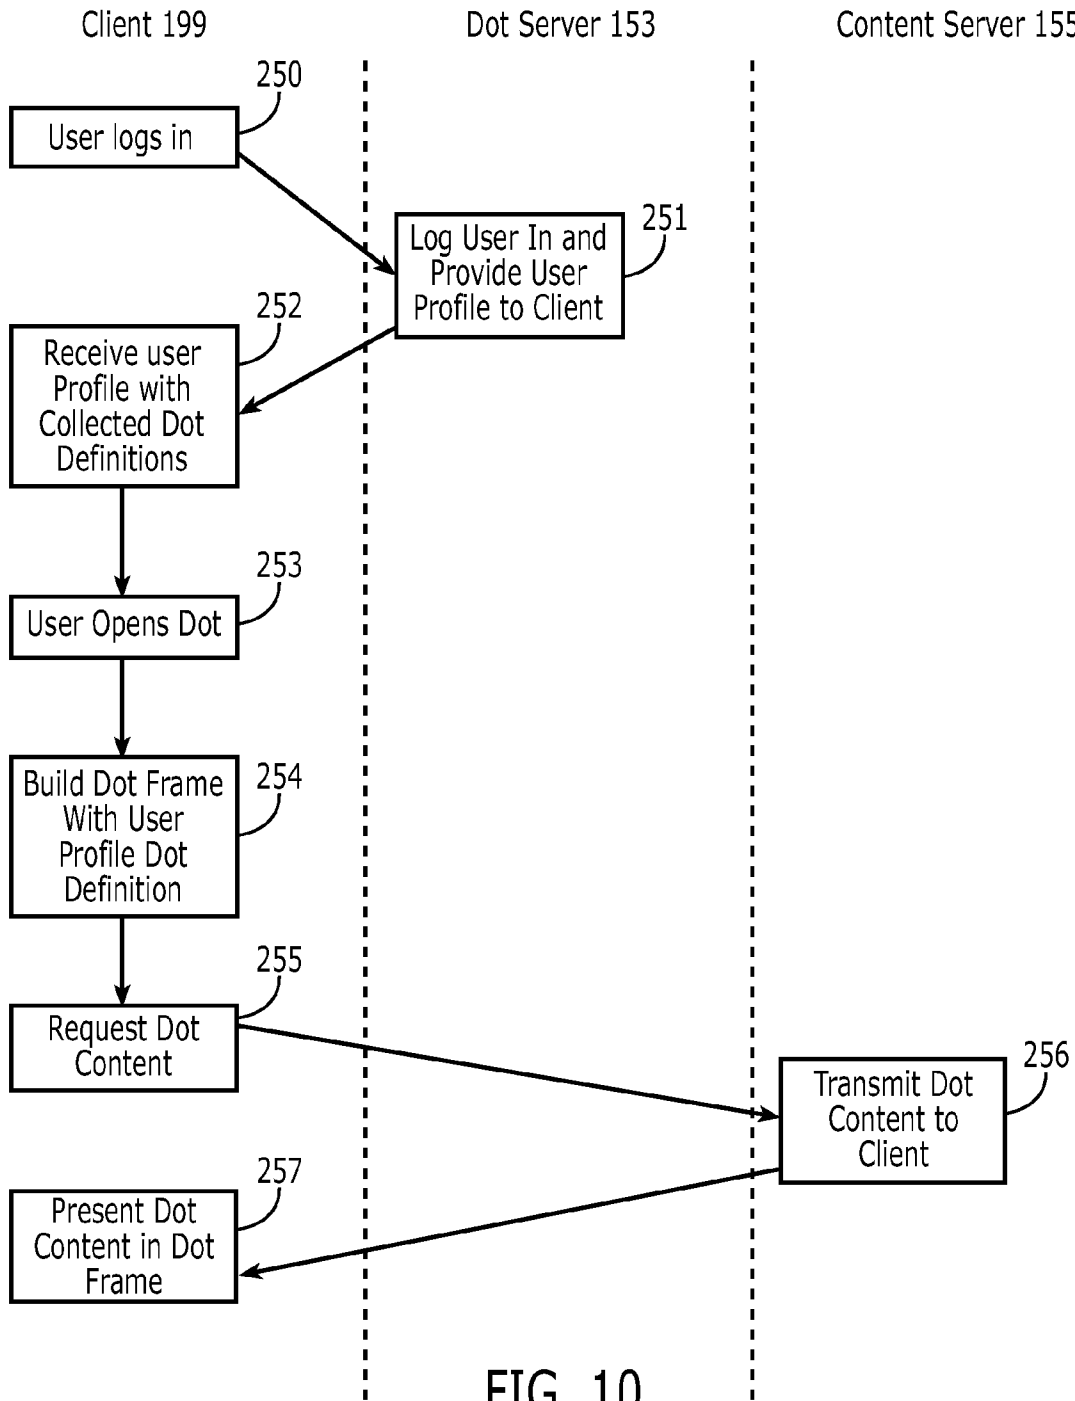 Client 199
Dot Server 153
Content Server 155
250
User logs in
251
Log User In and
Provide User
Profile to Client
252
Receive user
Profile with
Collected Dot
Definitions
253
User Opens Dot
254
Build Dot Frame
With User
Profile Dot
Definition
255
Request Dot
Content
256
Transmit Dot
Content to
Client
257
Present Dot
Content in Dot
Frame
FIG. 10